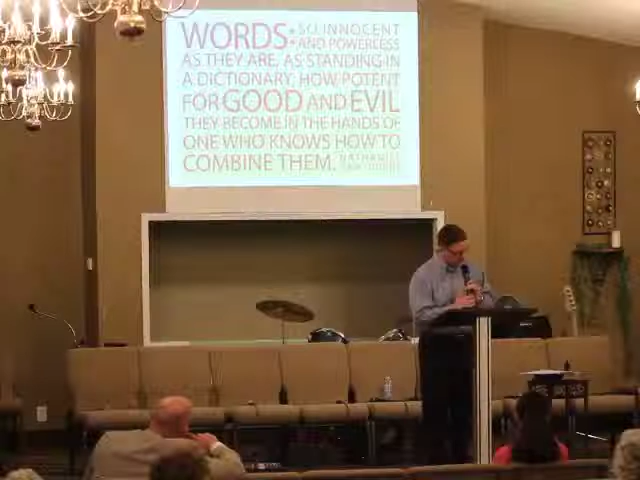 WORDS: SO INNOCENT
AND POWERLESS
AS THEY ARE, AS STANDING IN
A DICTIONARY, HOW POTENT
FOR GOOD AND EVIL
THEY BECOME IN THE HANDS OF
ONE WHO KNOWS HOW TO
COMBINE THEM. NATHANIEL
HAWTHORNE